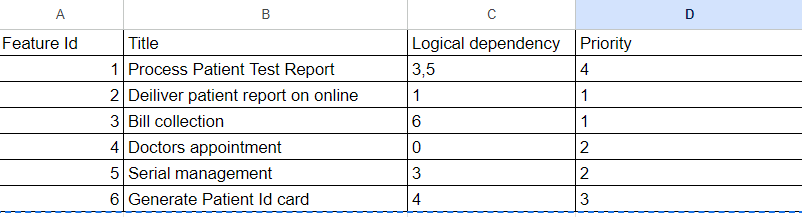 A B C D
Feature Id Title Logical dependency Priority
1 Process Patient Test Report 3,5 4
2 Deiliver patient report on online 1 1
3 Bill collection 6 1
4 Doctors appointment 0 2
5 Serial management 3 2
6 Generate Patient Id card 4 3